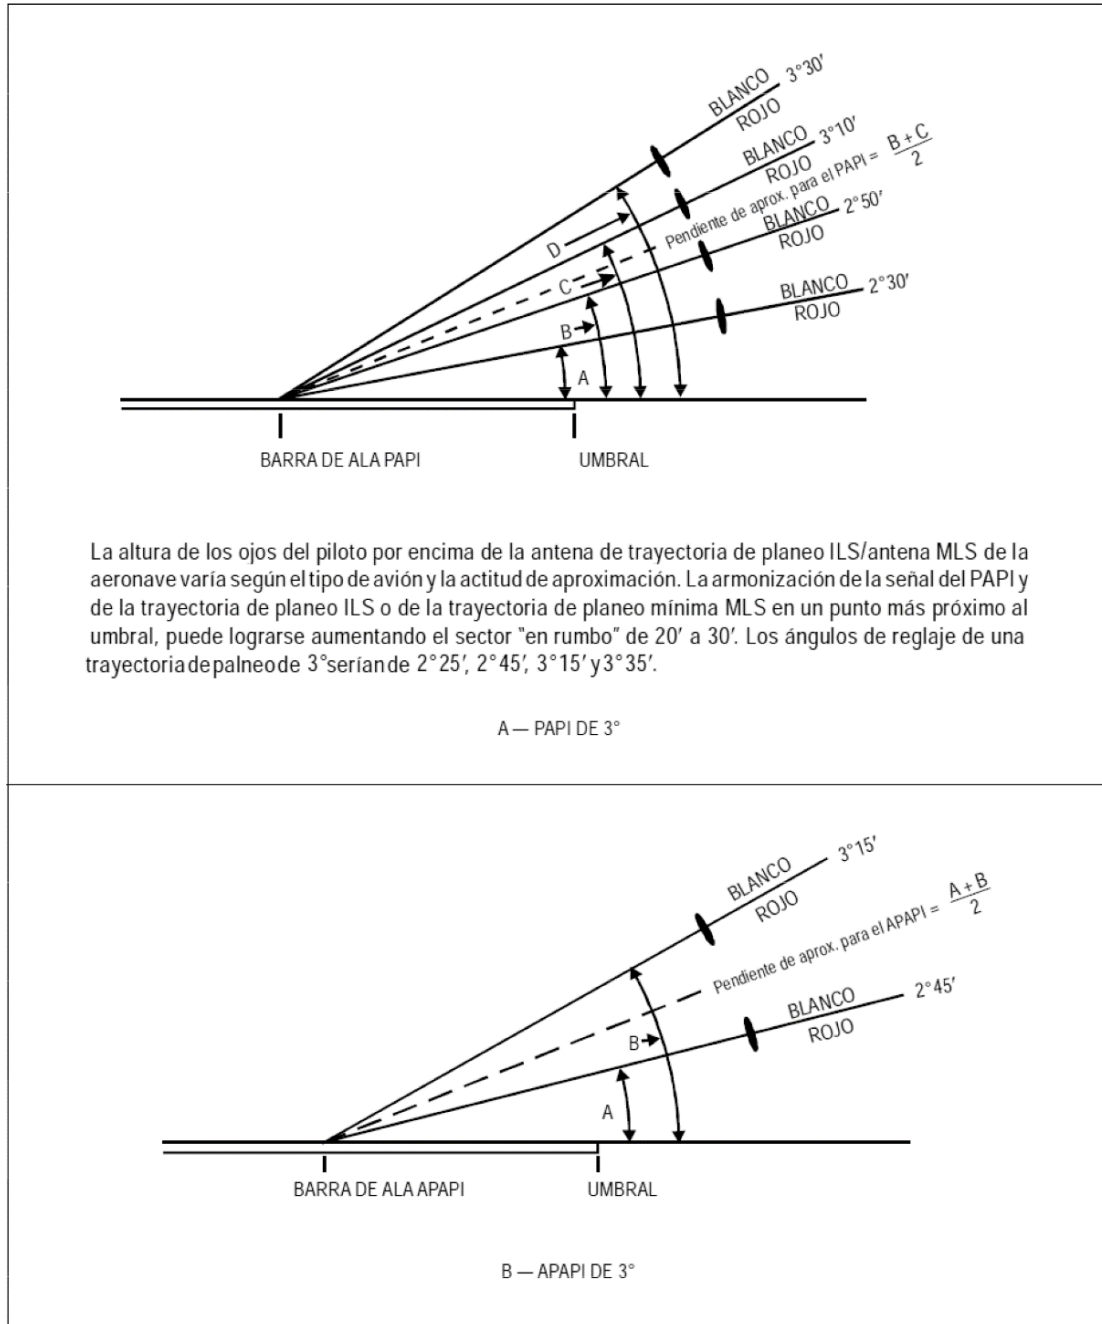 BLANCO 3°30′
ROJO
BLANCO 3°10′
ROJO
Pendiente de aprox. para el PAPI = B + C
2
BLANCO 2°50′
ROJO
BLANCO 2°30′
ROJO
D
C
B
A
BARRA DE ALA PAPI UMBRAL
La altura de los ojos del piloto por encima de la antena de trayectoria de planeo ILS/antena MLS de la
aeronave varía según el tipo de avión y la actitud de aproximación. La armonización de la señal del PAPI y
de la trayectoria de planeo ILS o de la trayectoria de planeo mínima MLS en un punto más próximo al
umbral, puede lograrse aumentando el sector “en rumbo” de 20′ a 30′. Los ángulos de reglaje de una
trayectoria de palneo de 3° serían de 2°25′, 2°45′, 3°15′ y 3°35′.
A — PAPI DE 3°
BLANCO 3°15′
ROJO
Pendiente de aprox. para el APAPI = A + B
2
BLANCO 2°45′
ROJO
B
A
BARRA DE ALA APAPI UMBRAL
B — APAPI DE 3°